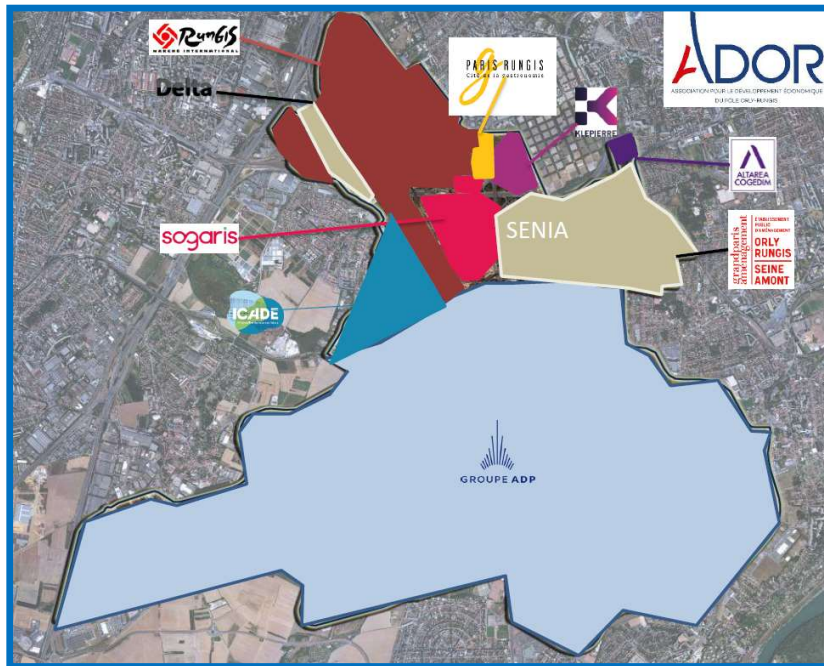 RUNGIS
MARCHÉ INTERNATIONAL
Delta
PARIS RUNGIS
Cité de la gastronomie
KLEPIERRE
ADOR
ASSOCIATION POUR LE DÉVELOPPEMENT ÉCONOMIQUE
DU PÔLE ORLY-RUNGIS
ALTAREA
COGEDIM
sogaris
SENIA
grandparis
aménagement
ÉTABLISSEMENT
PUBLIC
D'AMÉNAGEMENT
ORLY
RUNGIS
SEINE
AMONT
ICADE
GROUPE ADP